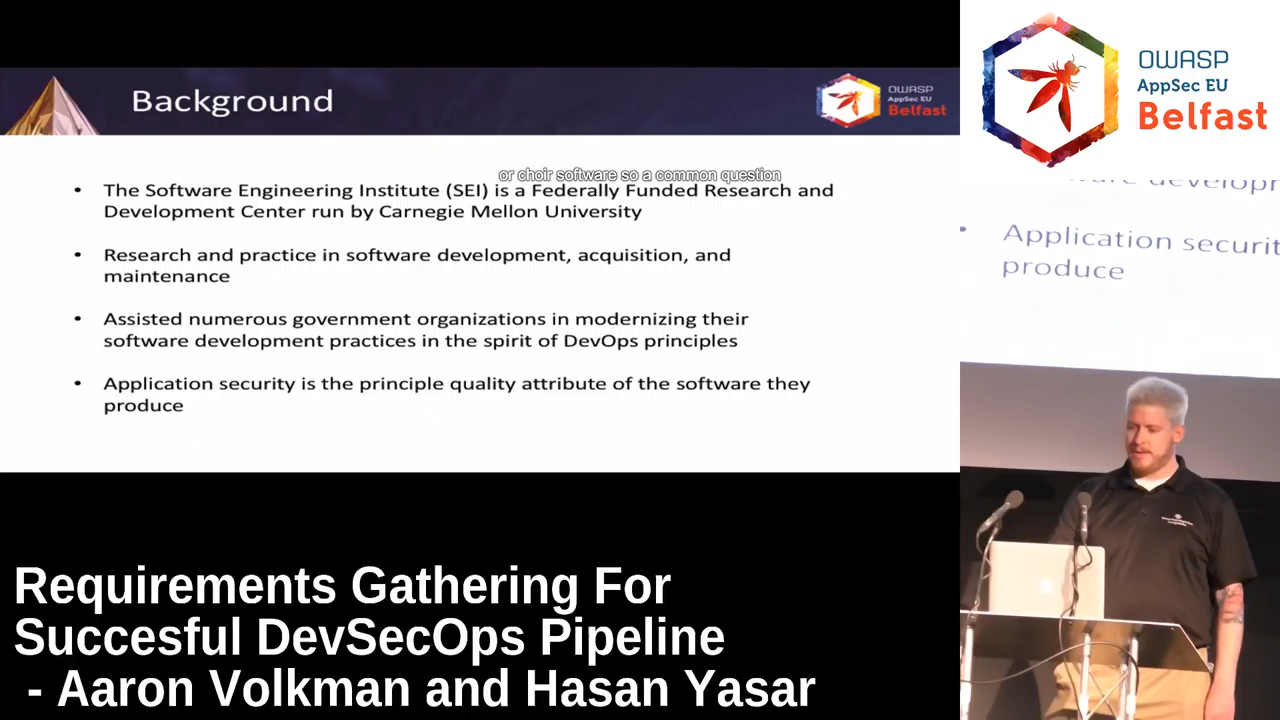 Background
OWASP
AppSec EU
Belfast
or choir software so a common question
• The Software Engineering Institute (SEI) is a Federally Funded Research and
Development Center run by Carnegie Mellon University
• Research and practice in software development, acquisition, and
maintenance
• Assisted numerous government organizations in modernizing their
software development practices in the spirit of DevOps principles
• Application security is the principle quality attribute of the software they
produce
OWASP
AppSec EU
Belfast
• Application securit
produce
Requirements Gathering For
Succesful DevSecOps Pipeline
- Aaron Volkman and Hasan Yasar